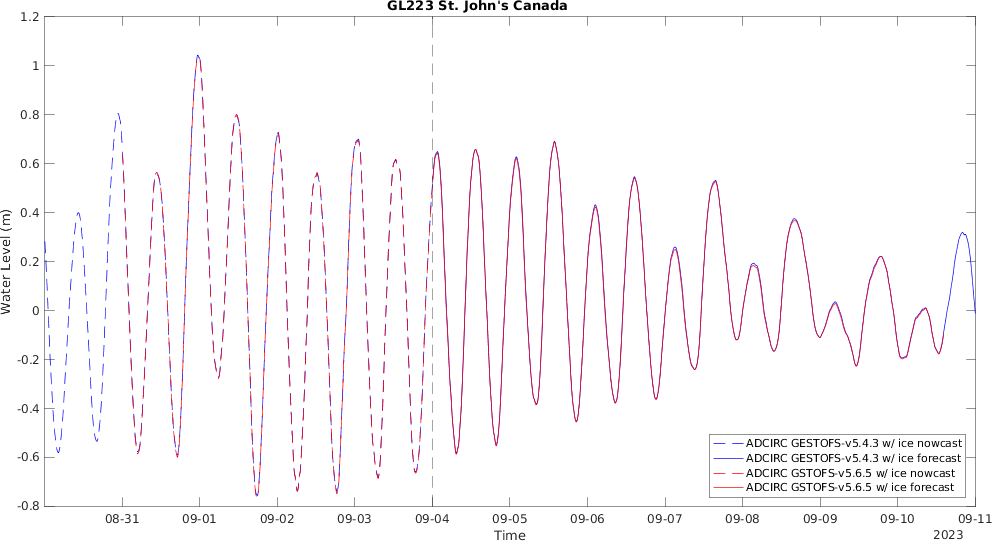 GL223 St. John's Canada
1.2
1
0.8
0.6
0.4
0.2
0
-0.2
-0.4
-0.6
-0.8
Water Level (m)
ADCIRC GESTOFS-v5.4.3 w/ ice nowcast
ADCIRC GESTOFS-v5.4.3 w/ ice forecast
ADCIRC GSTOFS-v5.6.5 w/ ice nowcast
ADCIRC GSTOFS-v5.6.5 w/ ice forecast
08-31 09-01 09-02 09-03 09-04 09-05 09-06 09-07 09-08 09-09 09-10 09-11
Time
2023